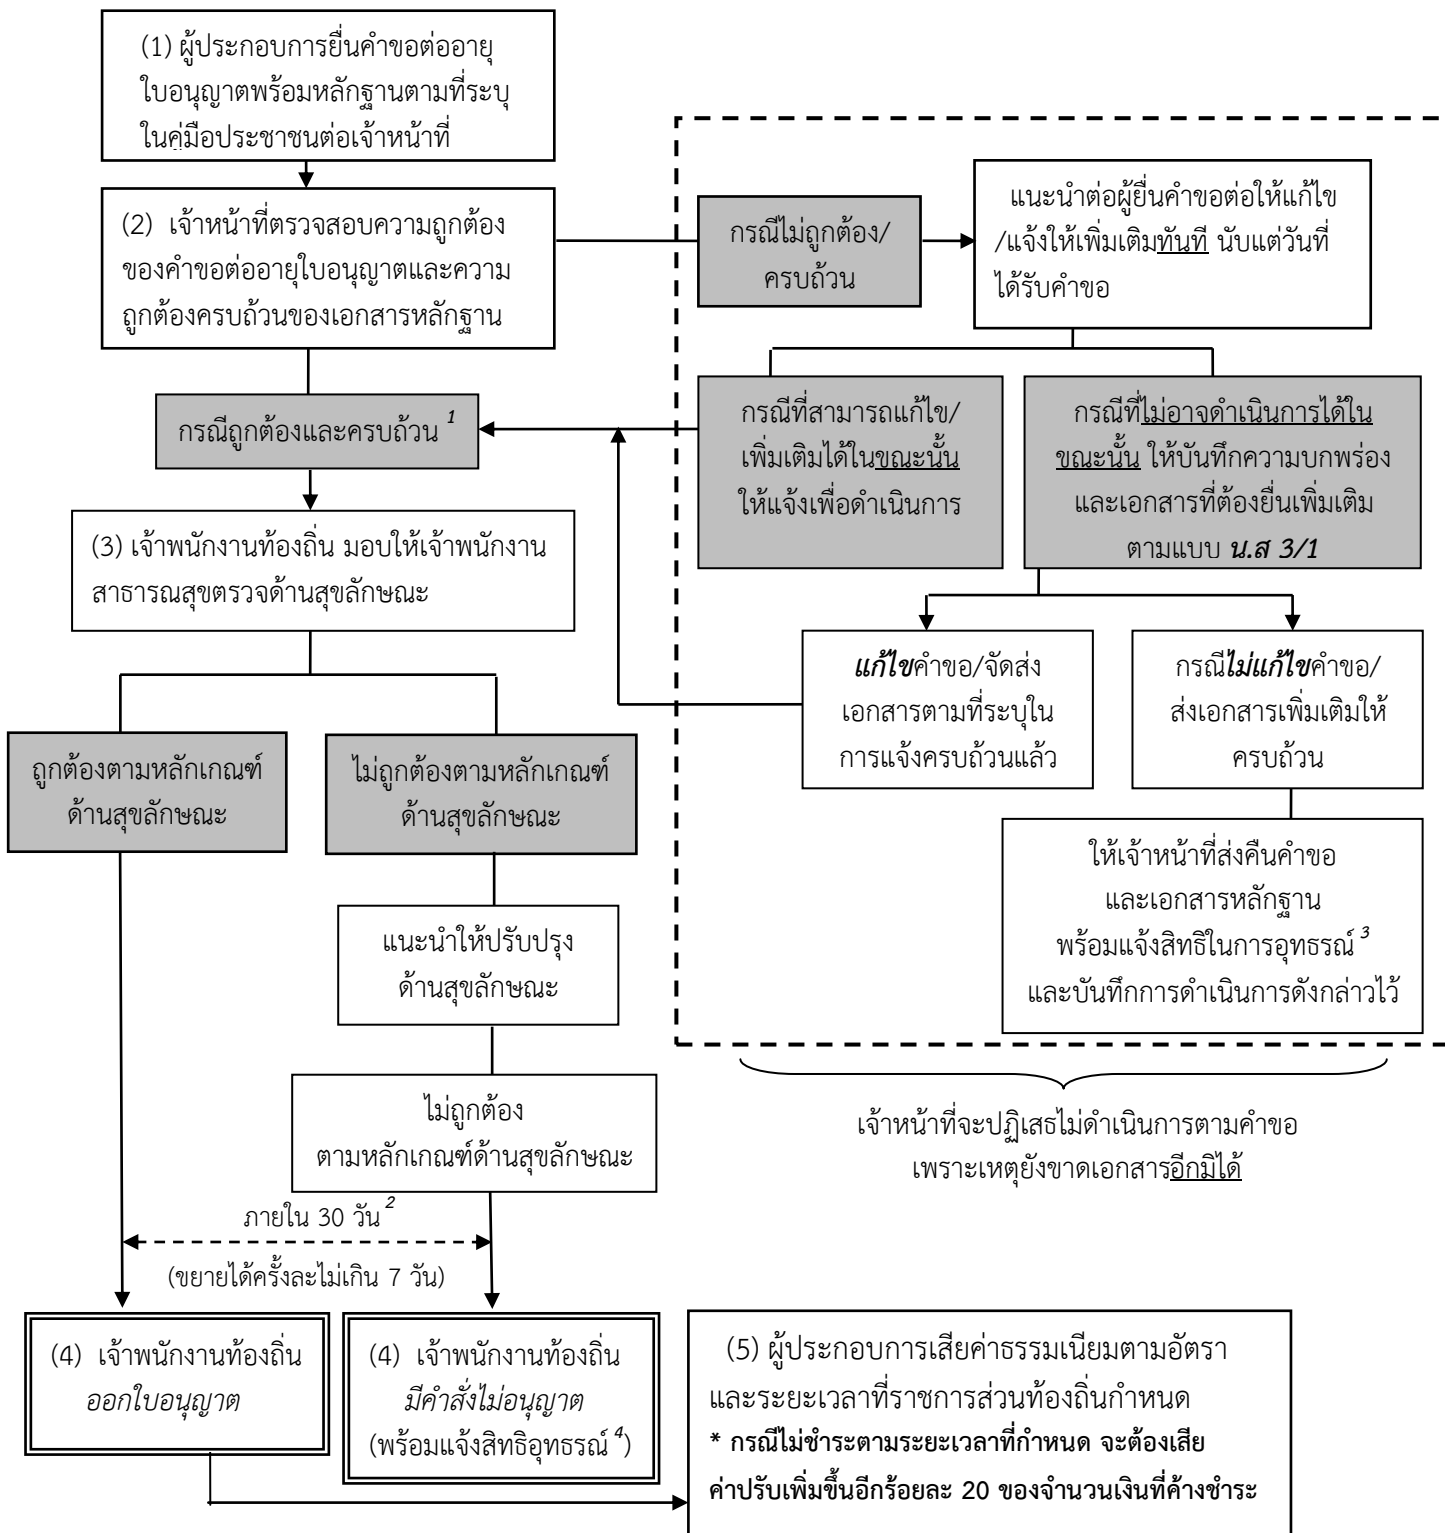 (1) ผู้ประกอบการยื่นคำขอต่ออายุ
ใบอนุญาตพร้อมหลักฐานตามที่ระบุ
ในคู่มือประชาชนต่อเจ้าหน้าที่
(2) เจ้าหน้าที่ตรวจสอบความถูกต้อง
ของคำขอต่ออายุใบอนุญาตและความ
ถูกต้องครบถ้วนของเอกสารหลักฐาน
กรณีไม่ถูกต้อง/
ครบถ้วน
แนะนำต่อผู้ยื่นคำขอต่อให้แก้ไข
/แจ้งให้เพิ่มเติมทันที นับแต่วันที่
ได้รับคำขอ
กรณีถูกต้องและครบถ้วน 1
กรณีที่สามารถแก้ไข/
เพิ่มเติมได้ในขณะนั้น
ให้แจ้งเพื่อดำเนินการ
กรณีที่ไม่อาจดำเนินการได้ใน
ขณะนั้น ให้บันทึกความบกพร่อง
และเอกสารที่ต้องยื่นเพิ่มเติม
ตามแบบ น.ส 3/1
(3) เจ้าพนักงานท้องถิ่น มอบให้เจ้าพนักงาน
สาธารณสุขตรวจด้านสุขลักษณะ
แก้ไขคำขอ/จัดส่ง
เอกสารตามที่ระบุใน
การแจ้งครบถ้วนแล้ว
กรณีไม่แก้ไขคำขอ/
ส่งเอกสารเพิ่มเติมให้
ครบถ้วน
ถูกต้องตามหลักเกณฑ์
ด้านสุขลักษณะ
ไม่ถูกต้องตามหลักเกณฑ์
ด้านสุขลักษณะ
ให้เจ้าหน้าที่ส่งคืนคำขอ
และเอกสารหลักฐาน
พร้อมแจ้งสิทธิในการอุทธรณ์ 3
และบันทึกการดำเนินการดังกล่าวไว้
แนะนำให้ปรับปรุง
ด้านสุขลักษณะ
ไม่ถูกต้อง
ตามหลักเกณฑ์ด้านสุขลักษณะ
เจ้าหน้าที่จะปฏิเสธไม่ดำเนินการตามคำขอ
เพราะเหตุยังขาดเอกสารอีกมิได้
ภายใน 30 วัน 2
(ขยายได้ครั้งละไม่เกิน 7 วัน)
(4) เจ้าพนักงานท้องถิ่น
ออกใบอนุญาต
(4) เจ้าพนักงานท้องถิ่น
มีคำสั่งไม่อนุญาต
(พร้อมแจ้งสิทธิอุทธรณ์ 4)
(5) ผู้ประกอบการเสียค่าธรรมเนียมตามอัตรา
และระยะเวลาที่ราชการส่วนท้องถิ่นกำหนด
* กรณีไม่ชำระตามระยะเวลาที่กำหนด จะต้องเสีย
ค่าปรับเพิ่มขึ้นอีกร้อยละ 20 ของจำนวนเงินที่ค้างชำระ